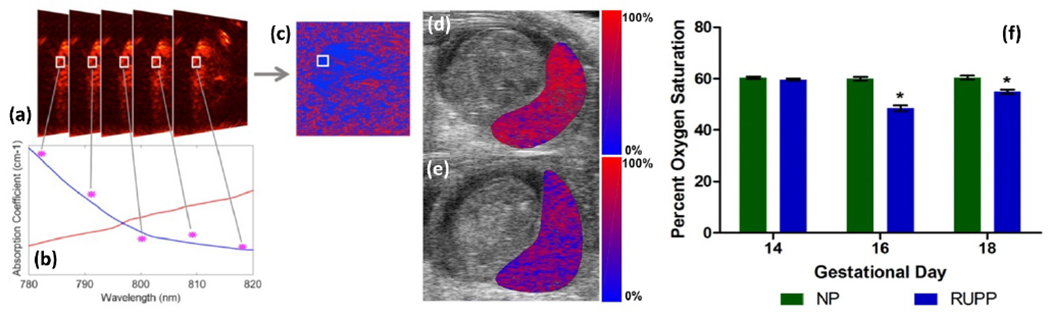 (a)
(c)
(b)
Absorption Coefficient (cm-1)
780
790
800
810
820
Wavelength (nm)
(d)
100%
0%
(e)
100%
0%
(f)
Percent Oxygen Saturation
80
60
40
20
0
*
*
14
16
18
Gestational Day
NP
RUPP